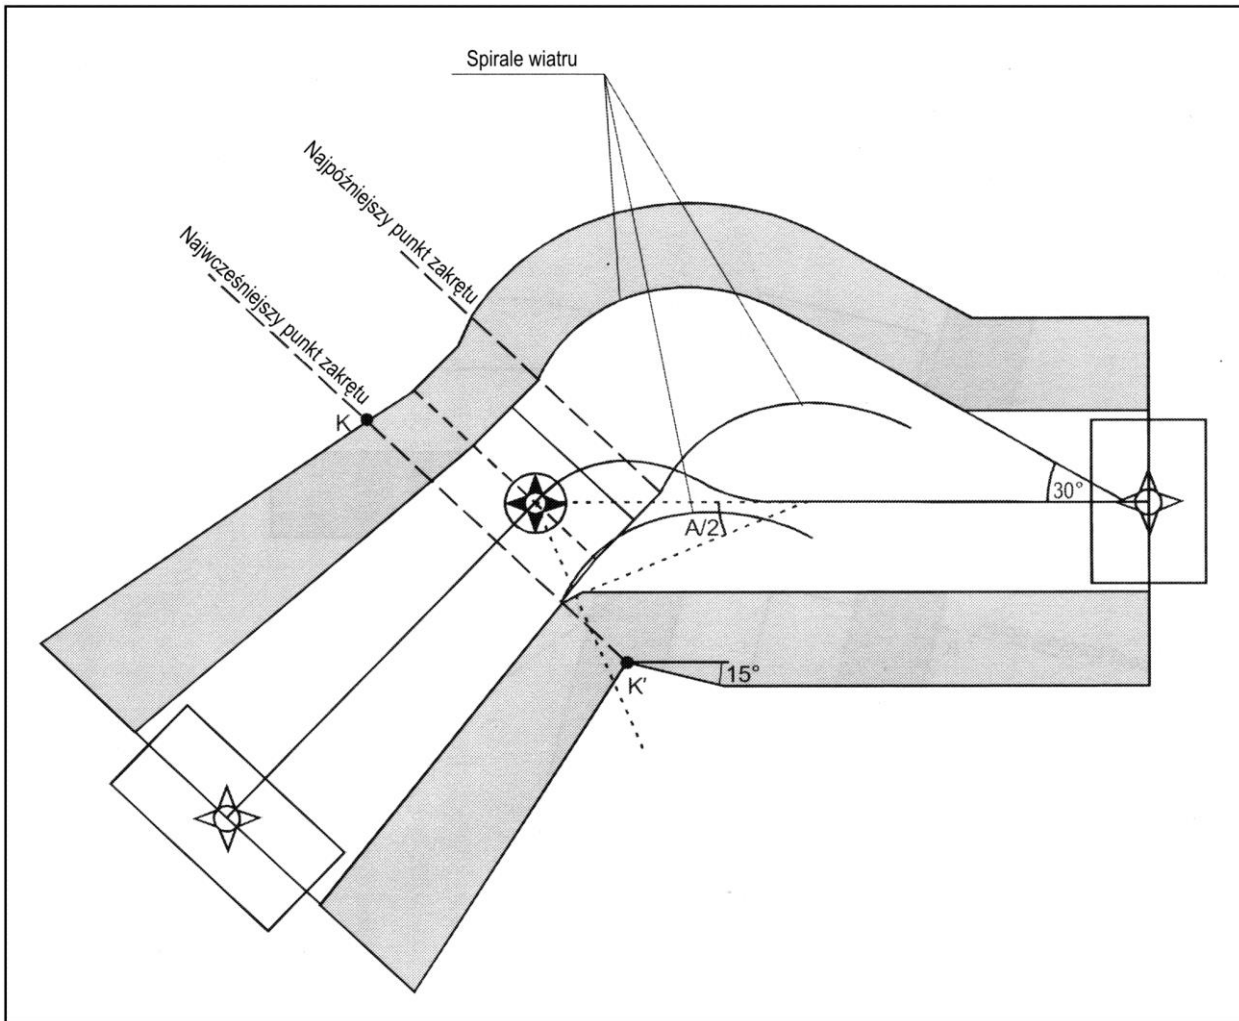 Spirale wiatru
Najpóźniejszy punkt zakrętu
Najwcześniejszy punkt zakrętu
K
30°
A/2
K'
15°